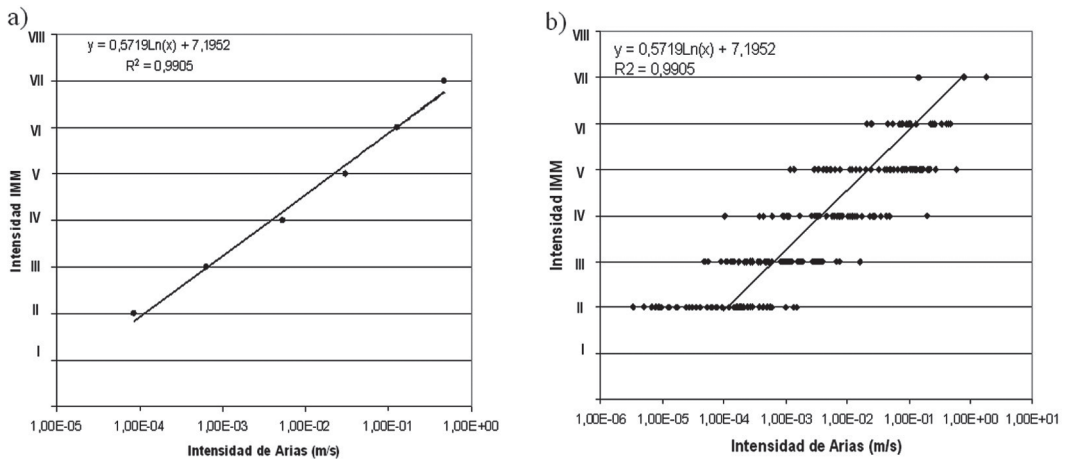 a)
VIII
y = 0,5719Ln(x) + 7,1952
R² = 0,9905
VII
VI
V
IV
III
II
I
Intensidad IMM
1,00E-05 1,00E-04 1,00E-03 1,00E-02 1,00E-01 1,00E+00
Intensidad de Arias (m/s)
b)
VIII
y = 0,5719Ln(x) + 7,1952
R2 = 0,9905
VII
VI
V
IV
III
II
I
Intensidad IMM
1,00E-06 1,00E-05 1,00E-04 1,00E-03 1,00E-02 1,00E-01 1,00E+00 1,00E+01
Intensidad de Arias (m/s)